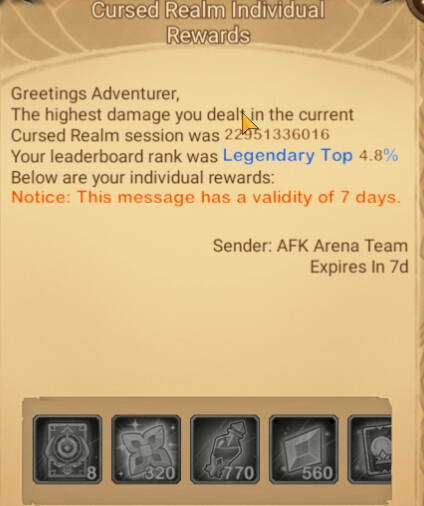 Cursed Realm Individual
Rewards
Greetings Adventurer,
The highest damage you dealt in the current
Cursed Realm session was 22951336016
Your leaderboard rank was Legendary Top 4.8%
Below are your individual rewards:
Notice: This message has a validity of 7 days.
Sender: AFK Arena Team
Expires In 7d
8 320 770 560